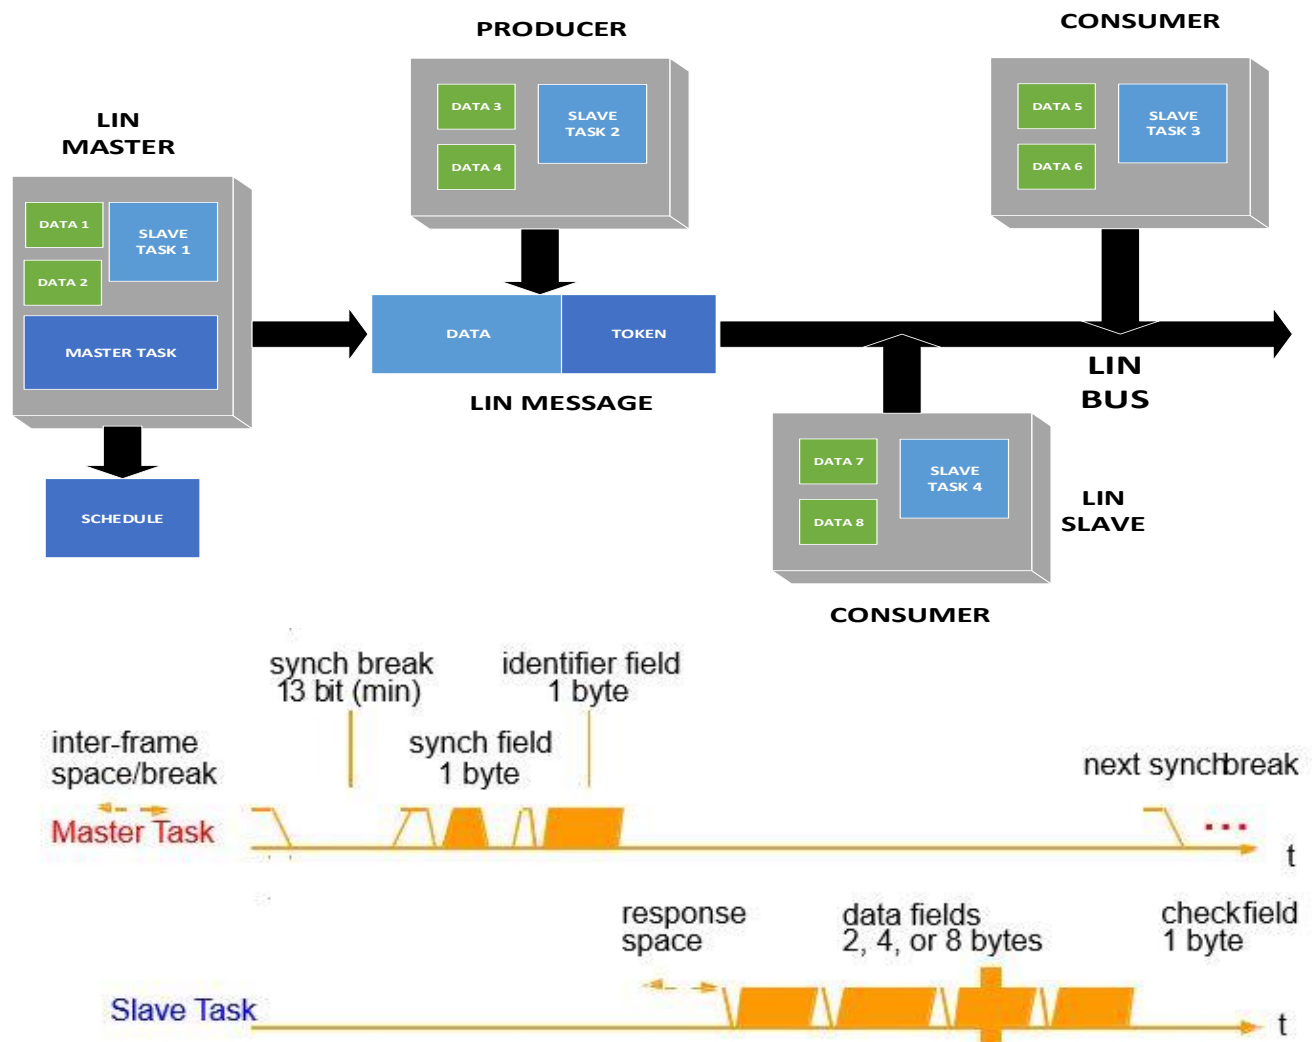 PRODUCER
CONSUMER
LIN
MASTER
DATA 3
DATA 4
SLAVE
TASK 2
DATA 5
DATA 6
SLAVE
TASK 3
DATA 1
DATA 2
SLAVE
TASK 1
MASTER TASK
DATA
TOKEN
LIN MESSAGE
LIN
BUS
SCHEDULE
DATA 7
DATA 8
SLAVE
TASK 4
LIN
SLAVE
CONSUMER
synch break
13 bit (min)
identifier field
1 byte
inter-frame
space/break
synch field
1 byte
next synchbreak
Master Task
...
t
response
space
data fields
2, 4, or 8 bytes
checkfield
1 byte
Slave Task
t